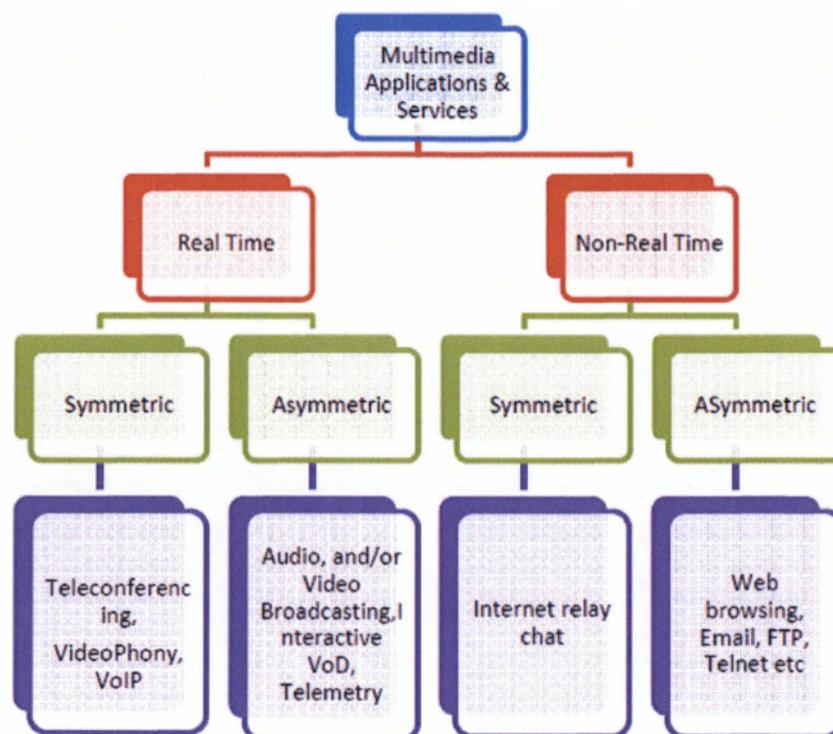 Multimedia
Applications &
Services
Real Time
Non-Real Time
Symmetric
Asymmetric
Symmetric
ASymmetric
Teleconferenc
ing,
VideoPhony,
VoIP
Audio, and/or
Video
Broadcasting,I
nteractive
VoD,
Telemetry
Internet relay
chat
Web
browsing,
Email, FTP,
Telnet etc